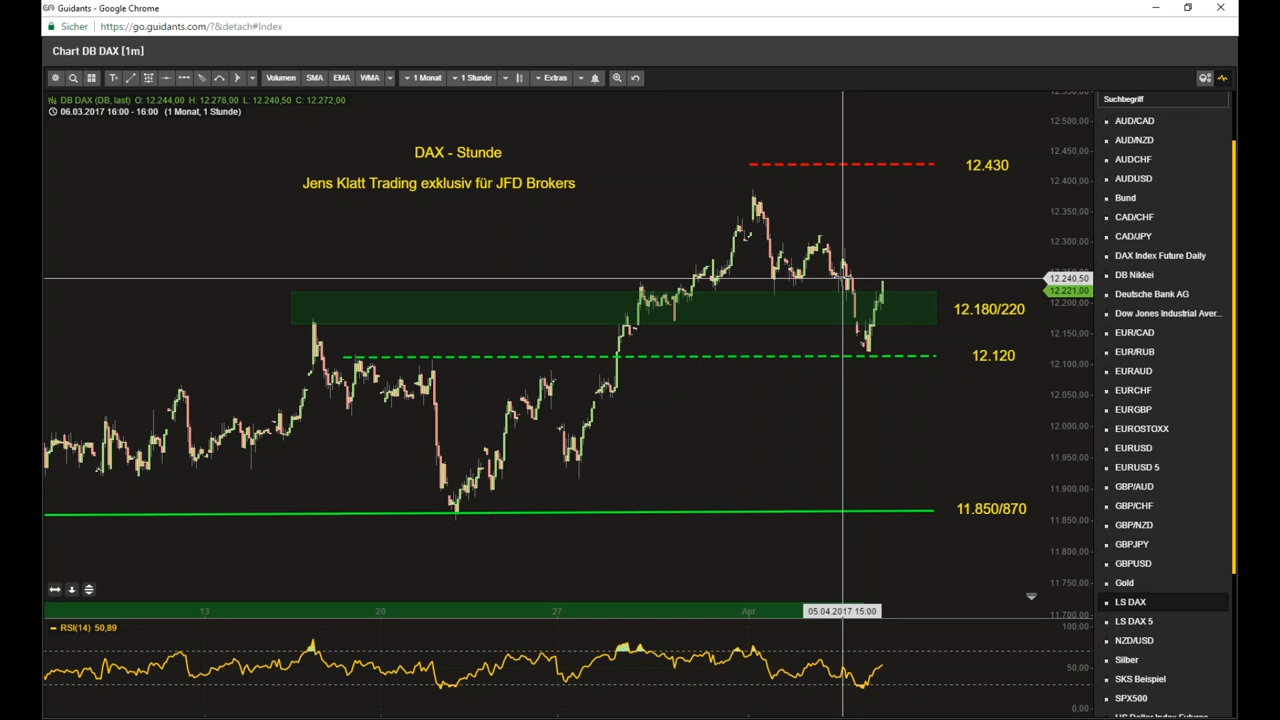 Chart DB DAX [1m] - Guidants - Google Chrome
Sicher https://go.guidants.com/?&detach#Index
Chart DB DAX [1m]
T+ Volumen SMA EMA WMA 1 Monat 1 Stunde Extras
DB DAX (DB, last) O: 12.244,00 H: 12.276,00 L: 12.240,50 C: 12.272,00
06.03.2017 16:00 - 16:00 (1 Monat, 1 Stunde)
DAX - Stunde
Jens Klatt Trading exklusiv für JFD Brokers
12.430
12.180/220
12.120
11.850/870
12.500,00
12.450,00
12.400,00
12.350,00
12.300,00
12.240,50
12.221,00
12.200,00
12.150,00
12.100,00
12.050,00
12.000,00
11.950,00
11.900,00
11.850,00
11.800,00
11.750,00
11.700,00
13 20 27 Apr 05.04.2017 15:00
RSI(14) 50,89
100,00
50,00
0,00
Suchbegriff
AUD/CAD
AUD/NZD
AUDCHF
AUDUSD
Bund
CAD/CHF
CAD/JPY
DAX Index Future Daily
DB Nikkei
Deutsche Bank AG
Dow Jones Industrial Aver...
EUR/CAD
EUR/RUB
EURAUD
EURCHF
EURGBP
EUROSTOXX
EURUSD
EURUSD 5
GBP/AUD
GBP/CHF
GBP/NZD
GBPJPY
GBPUSD
Gold
LS DAX
LS DAX 5
NZD/USD
Silber
SKS Beispiel
SPX500
US Dollar Index Futures